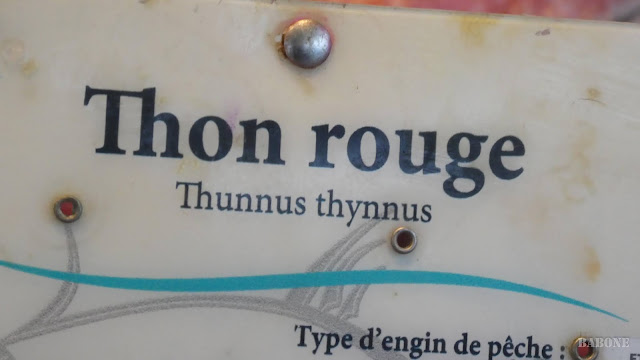 Thon rouge
Thunnus thynnus
Type d'engin de pêche :
BABONE